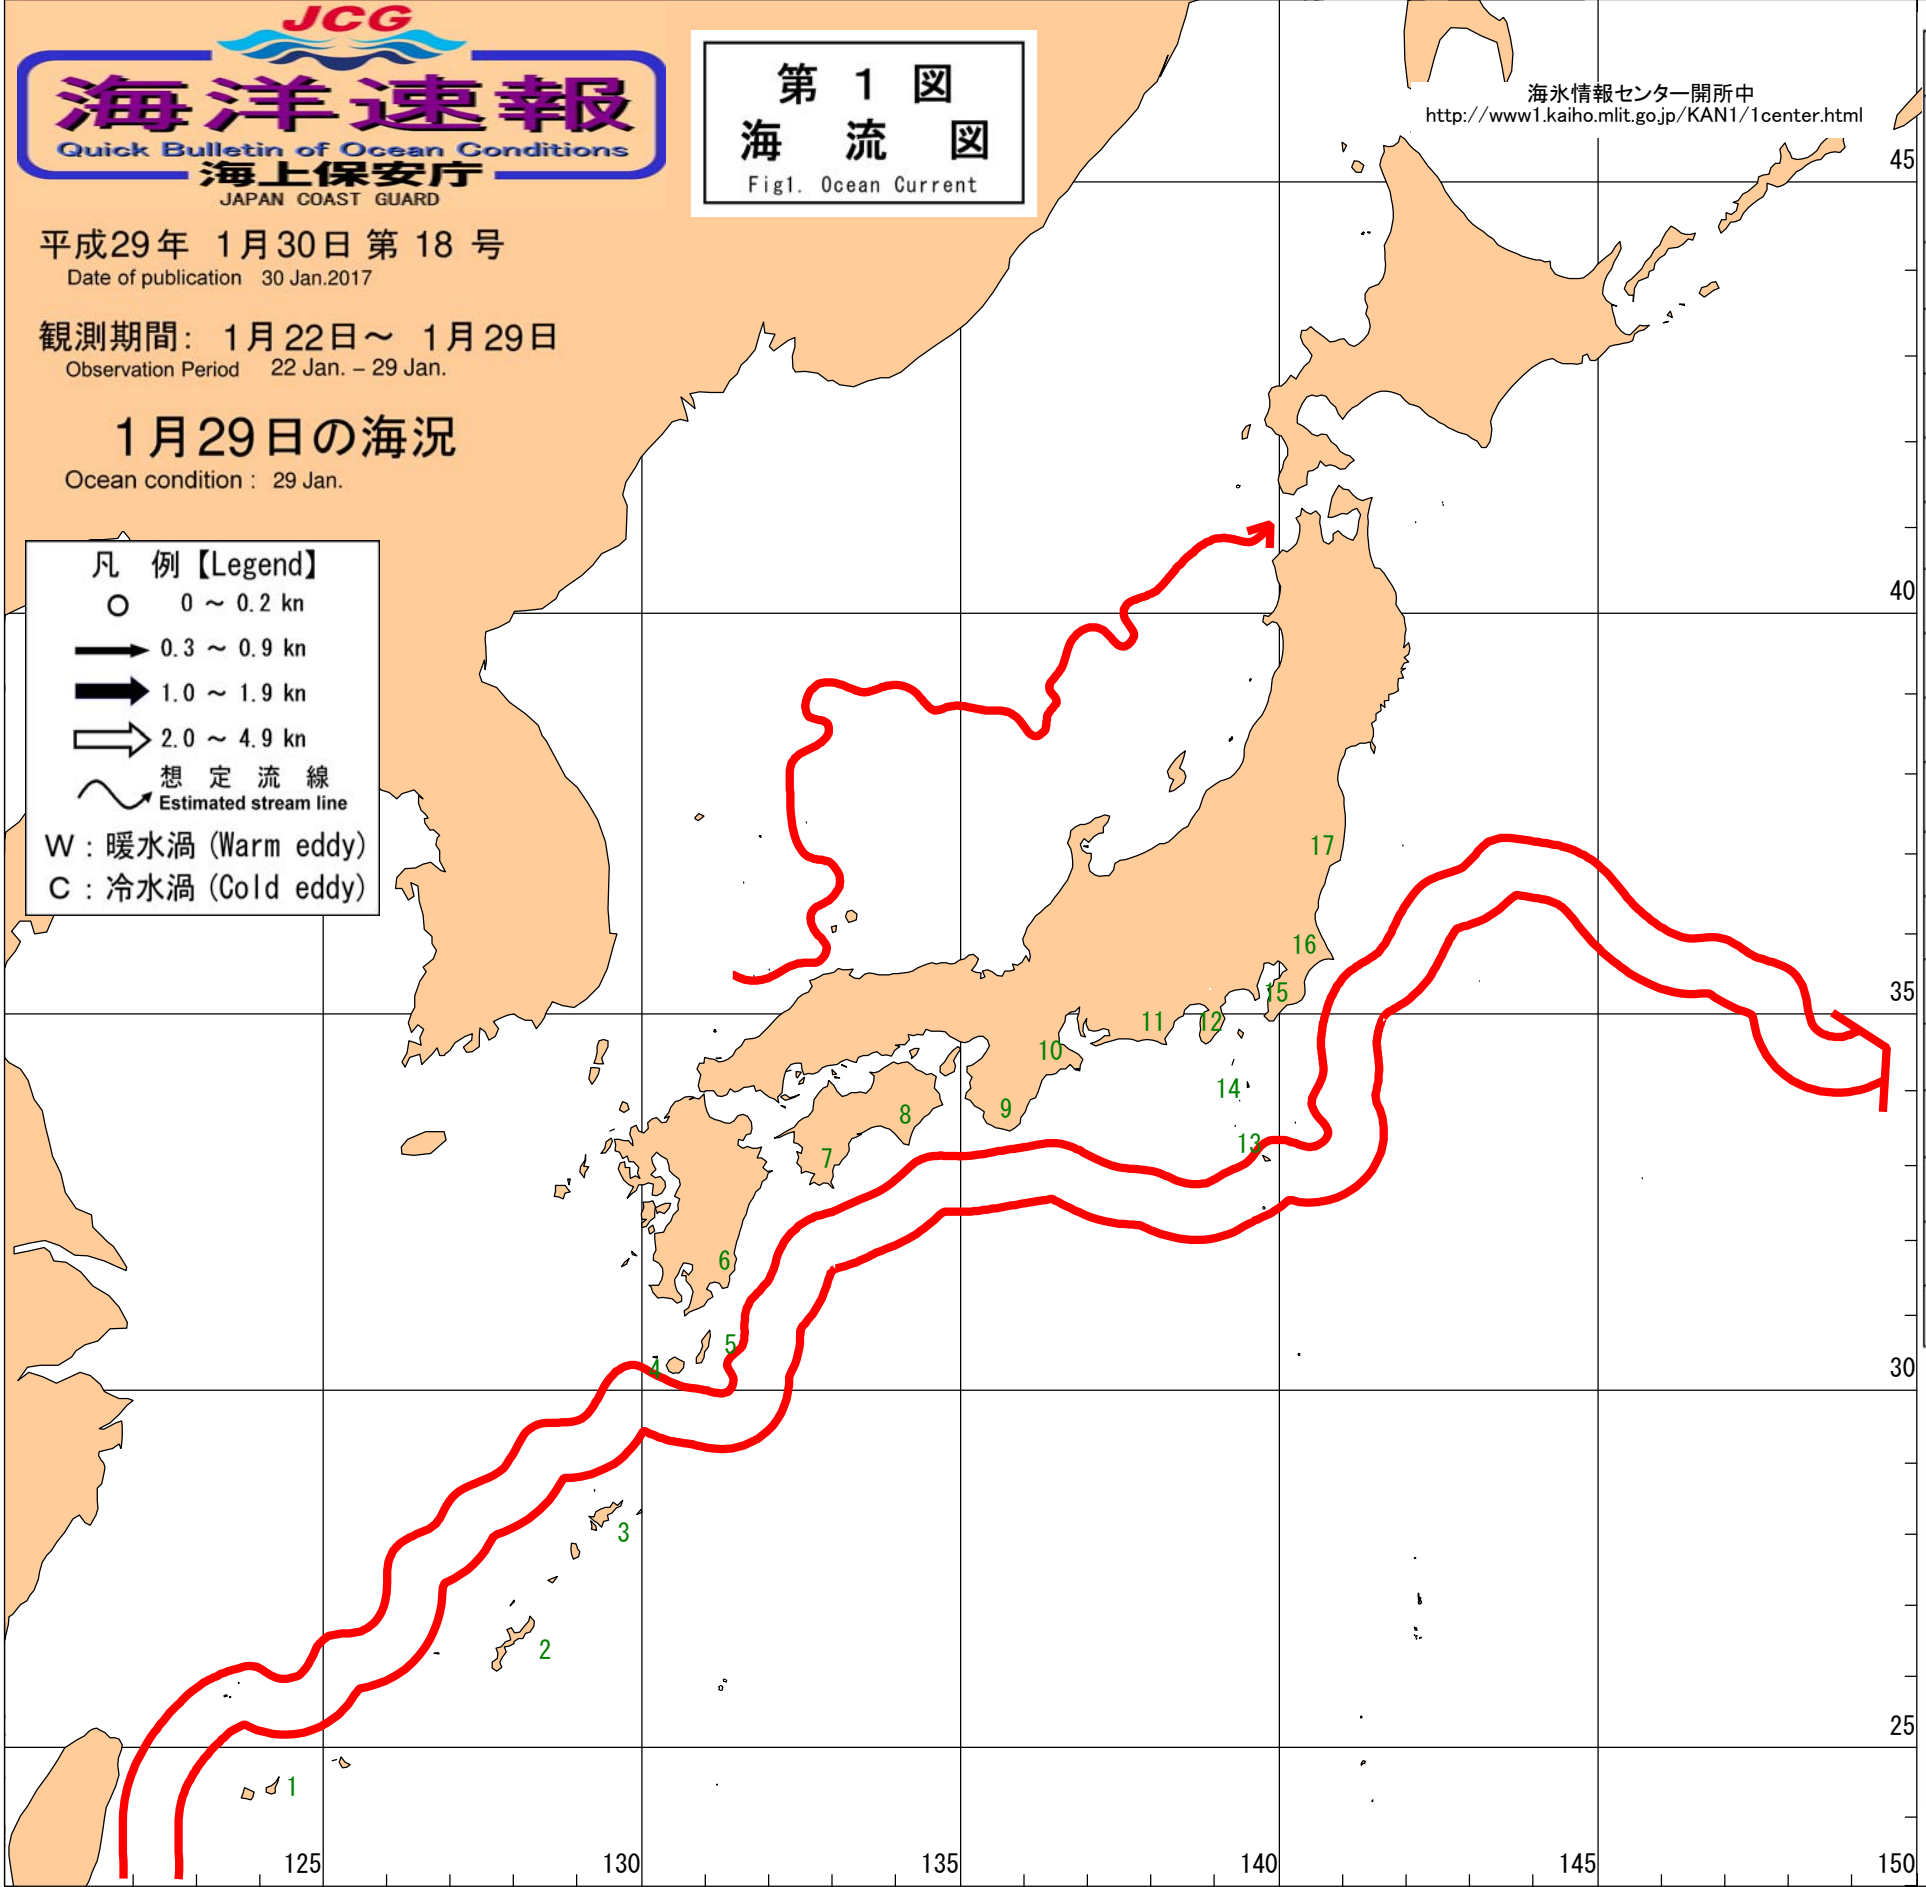 JCG
海洋速報
Quick Bulletin of Ocean Conditions
海上保安庁
JAPAN COAST GUARD
平成29年 1月30日 第 18 号
Date of publication 30 Jan.2017
観測期間: 1月22日～ 1月29日
Observation Period 22 Jan. – 29 Jan.
1月29日の海況
Ocean condition : 29 Jan.
第 1 図
海 流 図
Fig1. Ocean Current
海氷情報センター開所中
http://www1.kaiho.mlit.go.jp/KAN1/1center.html
凡 例【Legend】
0 ～ 0.2 kn
0.3 ～ 0.9 kn
1.0 ～ 1.9 kn
2.0 ～ 4.9 kn
想 定 流 線
Estimated stream line
W : 暖水渦 (Warm eddy)
C : 冷水渦 (Cold eddy)
45
40
17
16
35
15
12
11
10
14
9
8
13
7
6
5
4
30
3
2
25
1
125
130
135
140
145
150